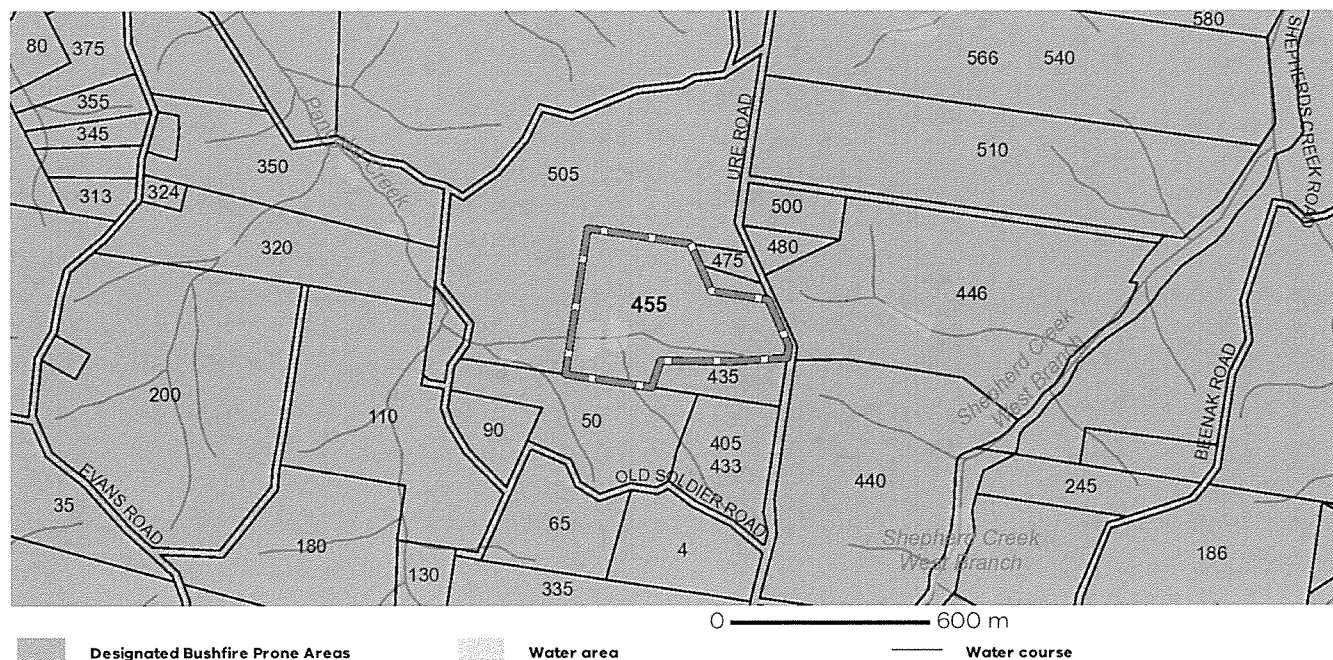 580
80
375
566
540
355
345
510
350
505
URE ROAD
SHEPHERDS CREEK ROAD
313
324
500
320
480
475
455
446
435
200
110
50
90
405
433
Shepherd Creek
West Branch
BEENAK ROAD
OLD SOLDIER ROAD
EVANS ROAD
35
440
245
65
180
4
Shepherd Creek
West Branch
186
130
335
0
600 m
Designated Bushfire Prone Areas
Water area
Water course